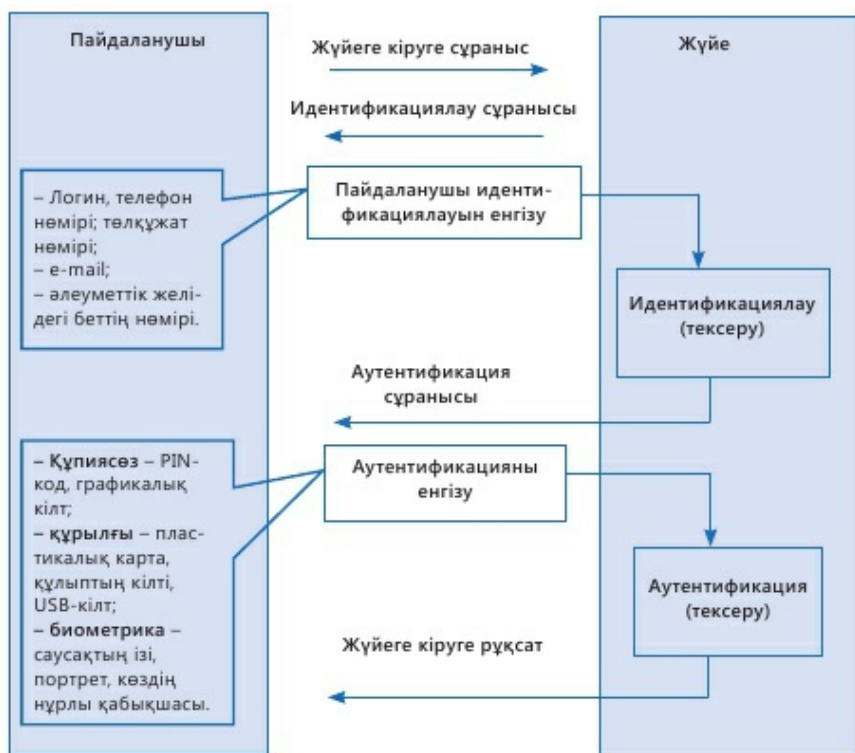 Пайдаланушы
Жүйе
Жүйеге кіруге сұраныс
Идентификациялау сұранысы
Пайдаланушы иденти-
фикациялауын енгізу
– Логин, телефон
нөмірі; төлқұжат
нөмірі;
– e-mail;
– әлеуметтік желі-
дегі беттің нөмірі.
Идентификациялау
(тексеру)
Аутентификация
сұранысы
Аутентификацияны
енгізу
– Құпиясөз – PIN-
код, графикалық
кілт;
– құрылғы – плас-
тикалық карта,
құлыптың кілті,
USB-кілт;
– биометрика –
саусақтың ізі,
портрет, көздің
нұрлы қабықшасы.
Аутентификация
(тексеру)
Жүйеге кіруге рұқсат